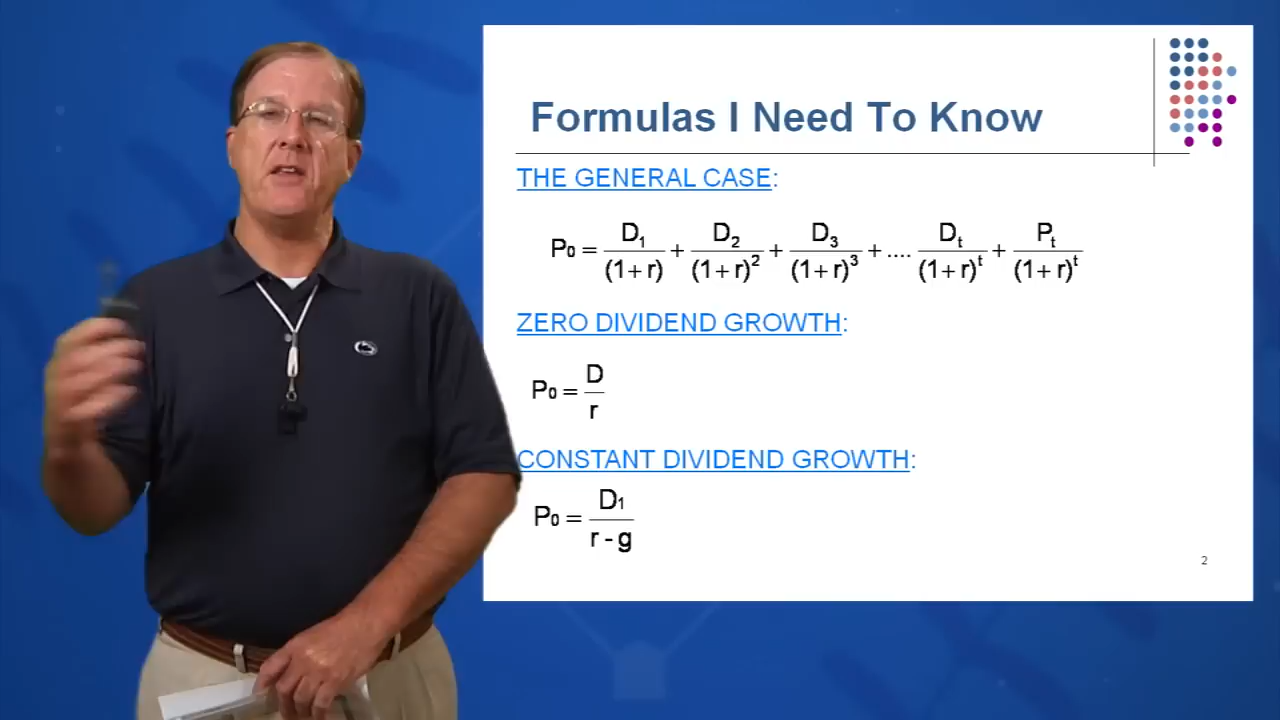 Formulas I Need To Know
THE GENERAL CASE:
P₀ = D₁/(1+r) + D₂/(1+r)² + D₃/(1+r)³ + .... Dₜ/(1+r)ᵗ + Pₜ/(1+r)ᵗ
ZERO DIVIDEND GROWTH:
P₀ = D/r
CONSTANT DIVIDEND GROWTH:
P₀ = D₁/(r - g)
2